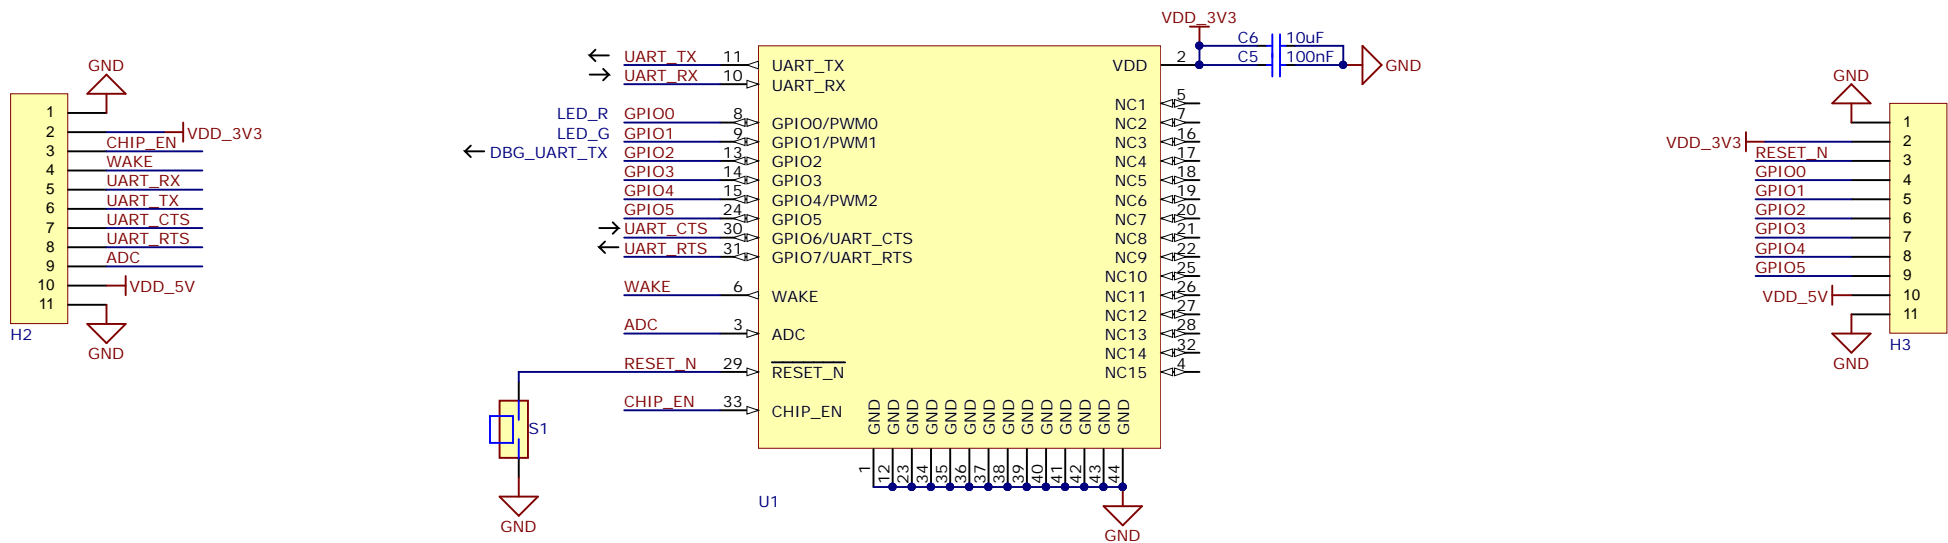 GND
1
2 VDD_3V3
3 CHIP_EN
4 WAKE
5 UART_RX
6 UART_TX
7 UART_CTS
8 UART_RTS
9 ADC
10 VDD_5V
11
H2
GND
UART_TX 11 UART_TX
UART_RX 10 UART_RX
LED_R GPIO0 8 GPIO0/PWM0
LED_G GPIO1 9 GPIO1/PWM1
DBG_UART_TX GPIO2 13 GPIO2
GPIO3 14 GPIO3
GPIO4 15 GPIO4/PWM2
GPIO5 24 GPIO5
UART_CTS 30 GPIO6/UART_CTS
UART_RTS 31 GPIO7/UART_RTS
WAKE 6 WAKE
ADC 3 ADC
RESET_N 29 RESET_N
CHIP_EN 33 CHIP_EN
S1
GND
VDD_3V3
C6 10uF
C5 100nF
GND
VDD 2
NC1 5
NC2 7
NC3 16
NC4 17
NC5 18
NC6 19
NC7 20
NC8 21
NC9 22
NC10 25
NC11 26
NC12 27
NC13 28
NC14 32
NC15 4
GND GND GND GND GND GND GND GND GND GND GND GND GND GND
1 12 23 34 35 36 37 38 39 40 41 42 43 44
U1
GND
GND
1
VDD_3V3 2
RESET_N 3
GPIO0 4
GPIO1 5
GPIO2 6
GPIO3 7
GPIO4 8
GPIO5 9
VDD_5V 10
11
H3
GND